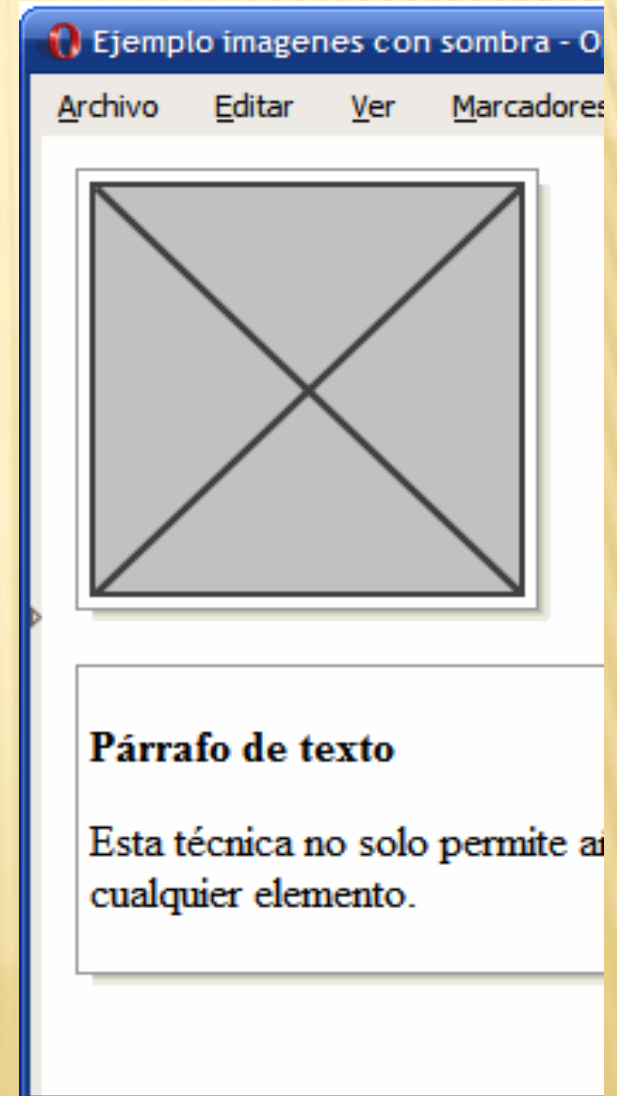 Ejemplo imagenes con sombra - O
Archivo Editar Ver Marcadores
Párrafo de texto
Esta técnica no solo permite
cualquier elemento.